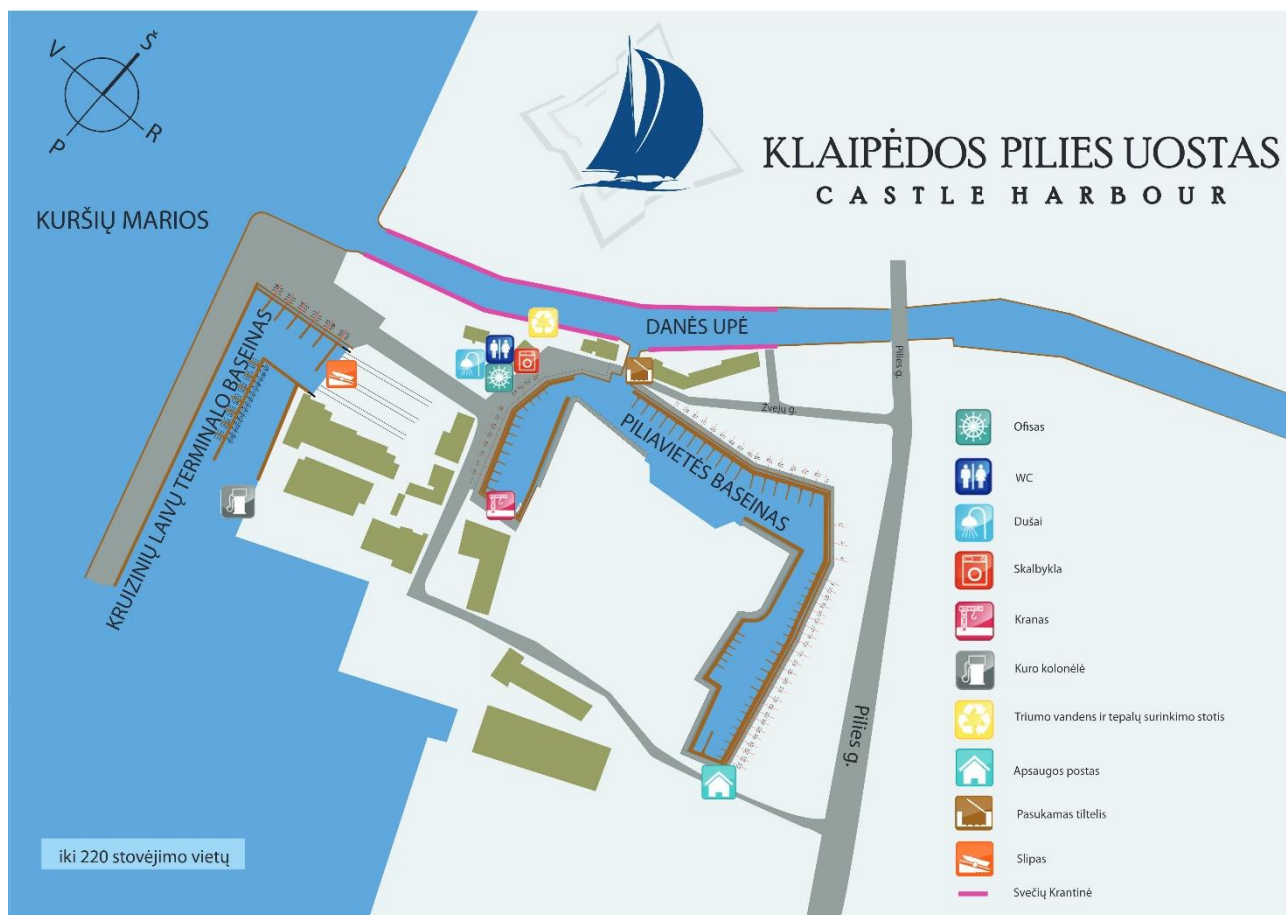 V
Š
P
R
KLAIPĖDOS PILIES UOSTAS
CASTLE HARBOUR
KURŠIŲ MARIOS
DANĖS UPĖ
Pilies g.
KRUIZINIŲ LAIVŲ TERMINALO BASEINAS
Žvejų g.
PILIAVIETĖS BASEINAS
Ofisas
WC
Dušai
Skalbykla
Kranas
Kuro kolonėlė
Triumo vandens ir tepalų surinkimo stotis
Pilies g.
Apsaugos postas
Pasukamas tiltelis
iki 220 stovėjimo vietų
Slipas
Svečių Krantinė